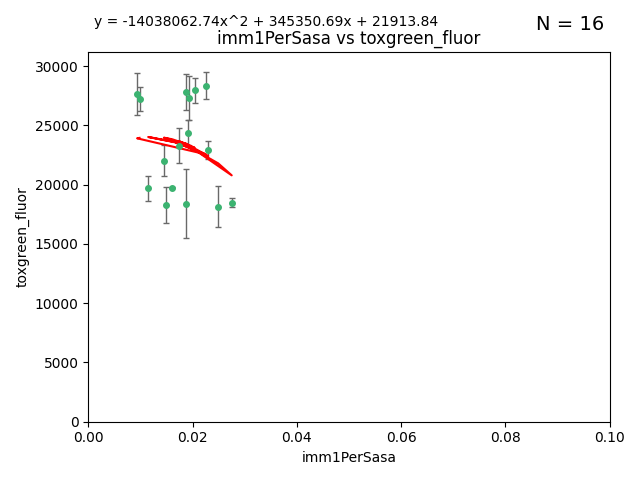 y = -14038062.74x^2 + 345350.69x + 21913.84
N = 16
imm1PerSasa vs toxgreen_fluor
30000
25000
20000
15000
10000
5000
0
toxgreen_fluor
0.00 0.02 0.04 0.06 0.08 0.10
imm1PerSasa